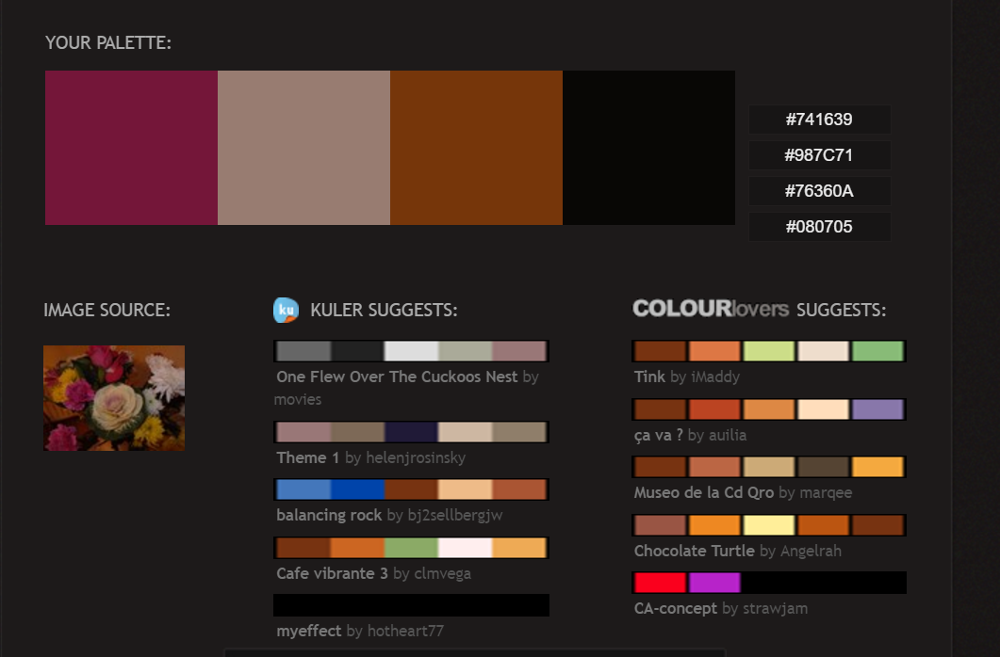 YOUR PALETTE:
#741639
#987C71
#76360A
#080705
IMAGE SOURCE:
ku KULER SUGGESTS:
One Flew Over The Cuckoos Nest by
movies
Theme 1 by helenjrosinsky
balancing rock by bj2sellbergjw
Cafe vibrante 3 by clmvega
myeffect by hotheart77
COLOURlovers SUGGESTS:
Tink by iMaddy
ça va ? by auilia
Museo de la Cd Qro by marqee
Chocolate Turtle by Angelrah
CA-concept by strawjam